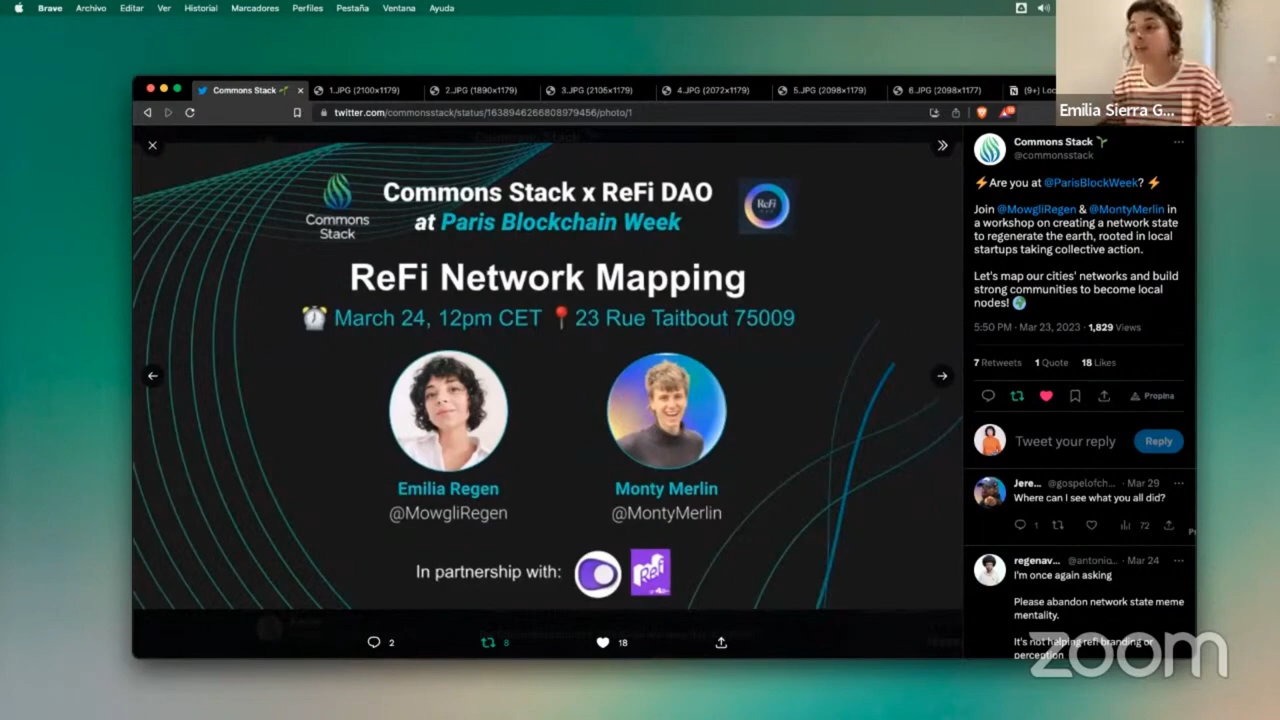 Brave Archivo Editar Ver Historial Marcadores Perfiles Pestaña Ventana Ayuda
Emilia Sierra G...
Commons Stack
1.JPG (2100×1179)
2.JPG (1890×1179)
3.JPG (2105×1179)
4.JPG (2072×1179)
5.JPG (2098×1179)
6.JPG (2098×1177)
(9+)
twitter.com/commonsstack/status/1638946266808979456/photo/1
Commons
Stack
Commons Stack x ReFi DAO
at Paris Blockchain Week
ReFi
ReFi Network Mapping
March 24, 12pm CET 23 Rue Taitbout 75009
Emilia Regen
@MowgliRegen
Monty Merlin
@MontyMerlin
In partnership with:
Refi
2 8 18
Commons Stack
@commonsstack
Are you at @ParisBlockWeek?
Join @MowgliRegen & @MontyMerlin in
a workshop on creating a network state
to regenerate the earth, rooted in local
startups taking collective action.
Let's map our cities' networks and build
strong communities to become local
nodes!
5:50 PM · Mar 23, 2023 · 1,829 Views
7 Retweets 1 Quote 18 Likes
Propina
Tweet your reply Reply
Jere... @gospelofch... · Mar 29
Where can I see what you all did?
1 72
regenav... @antonia... · Mar 24
I'm once again asking
Please abandon network state meme
mentality.
It's not helping refi branding or
perception
zoom